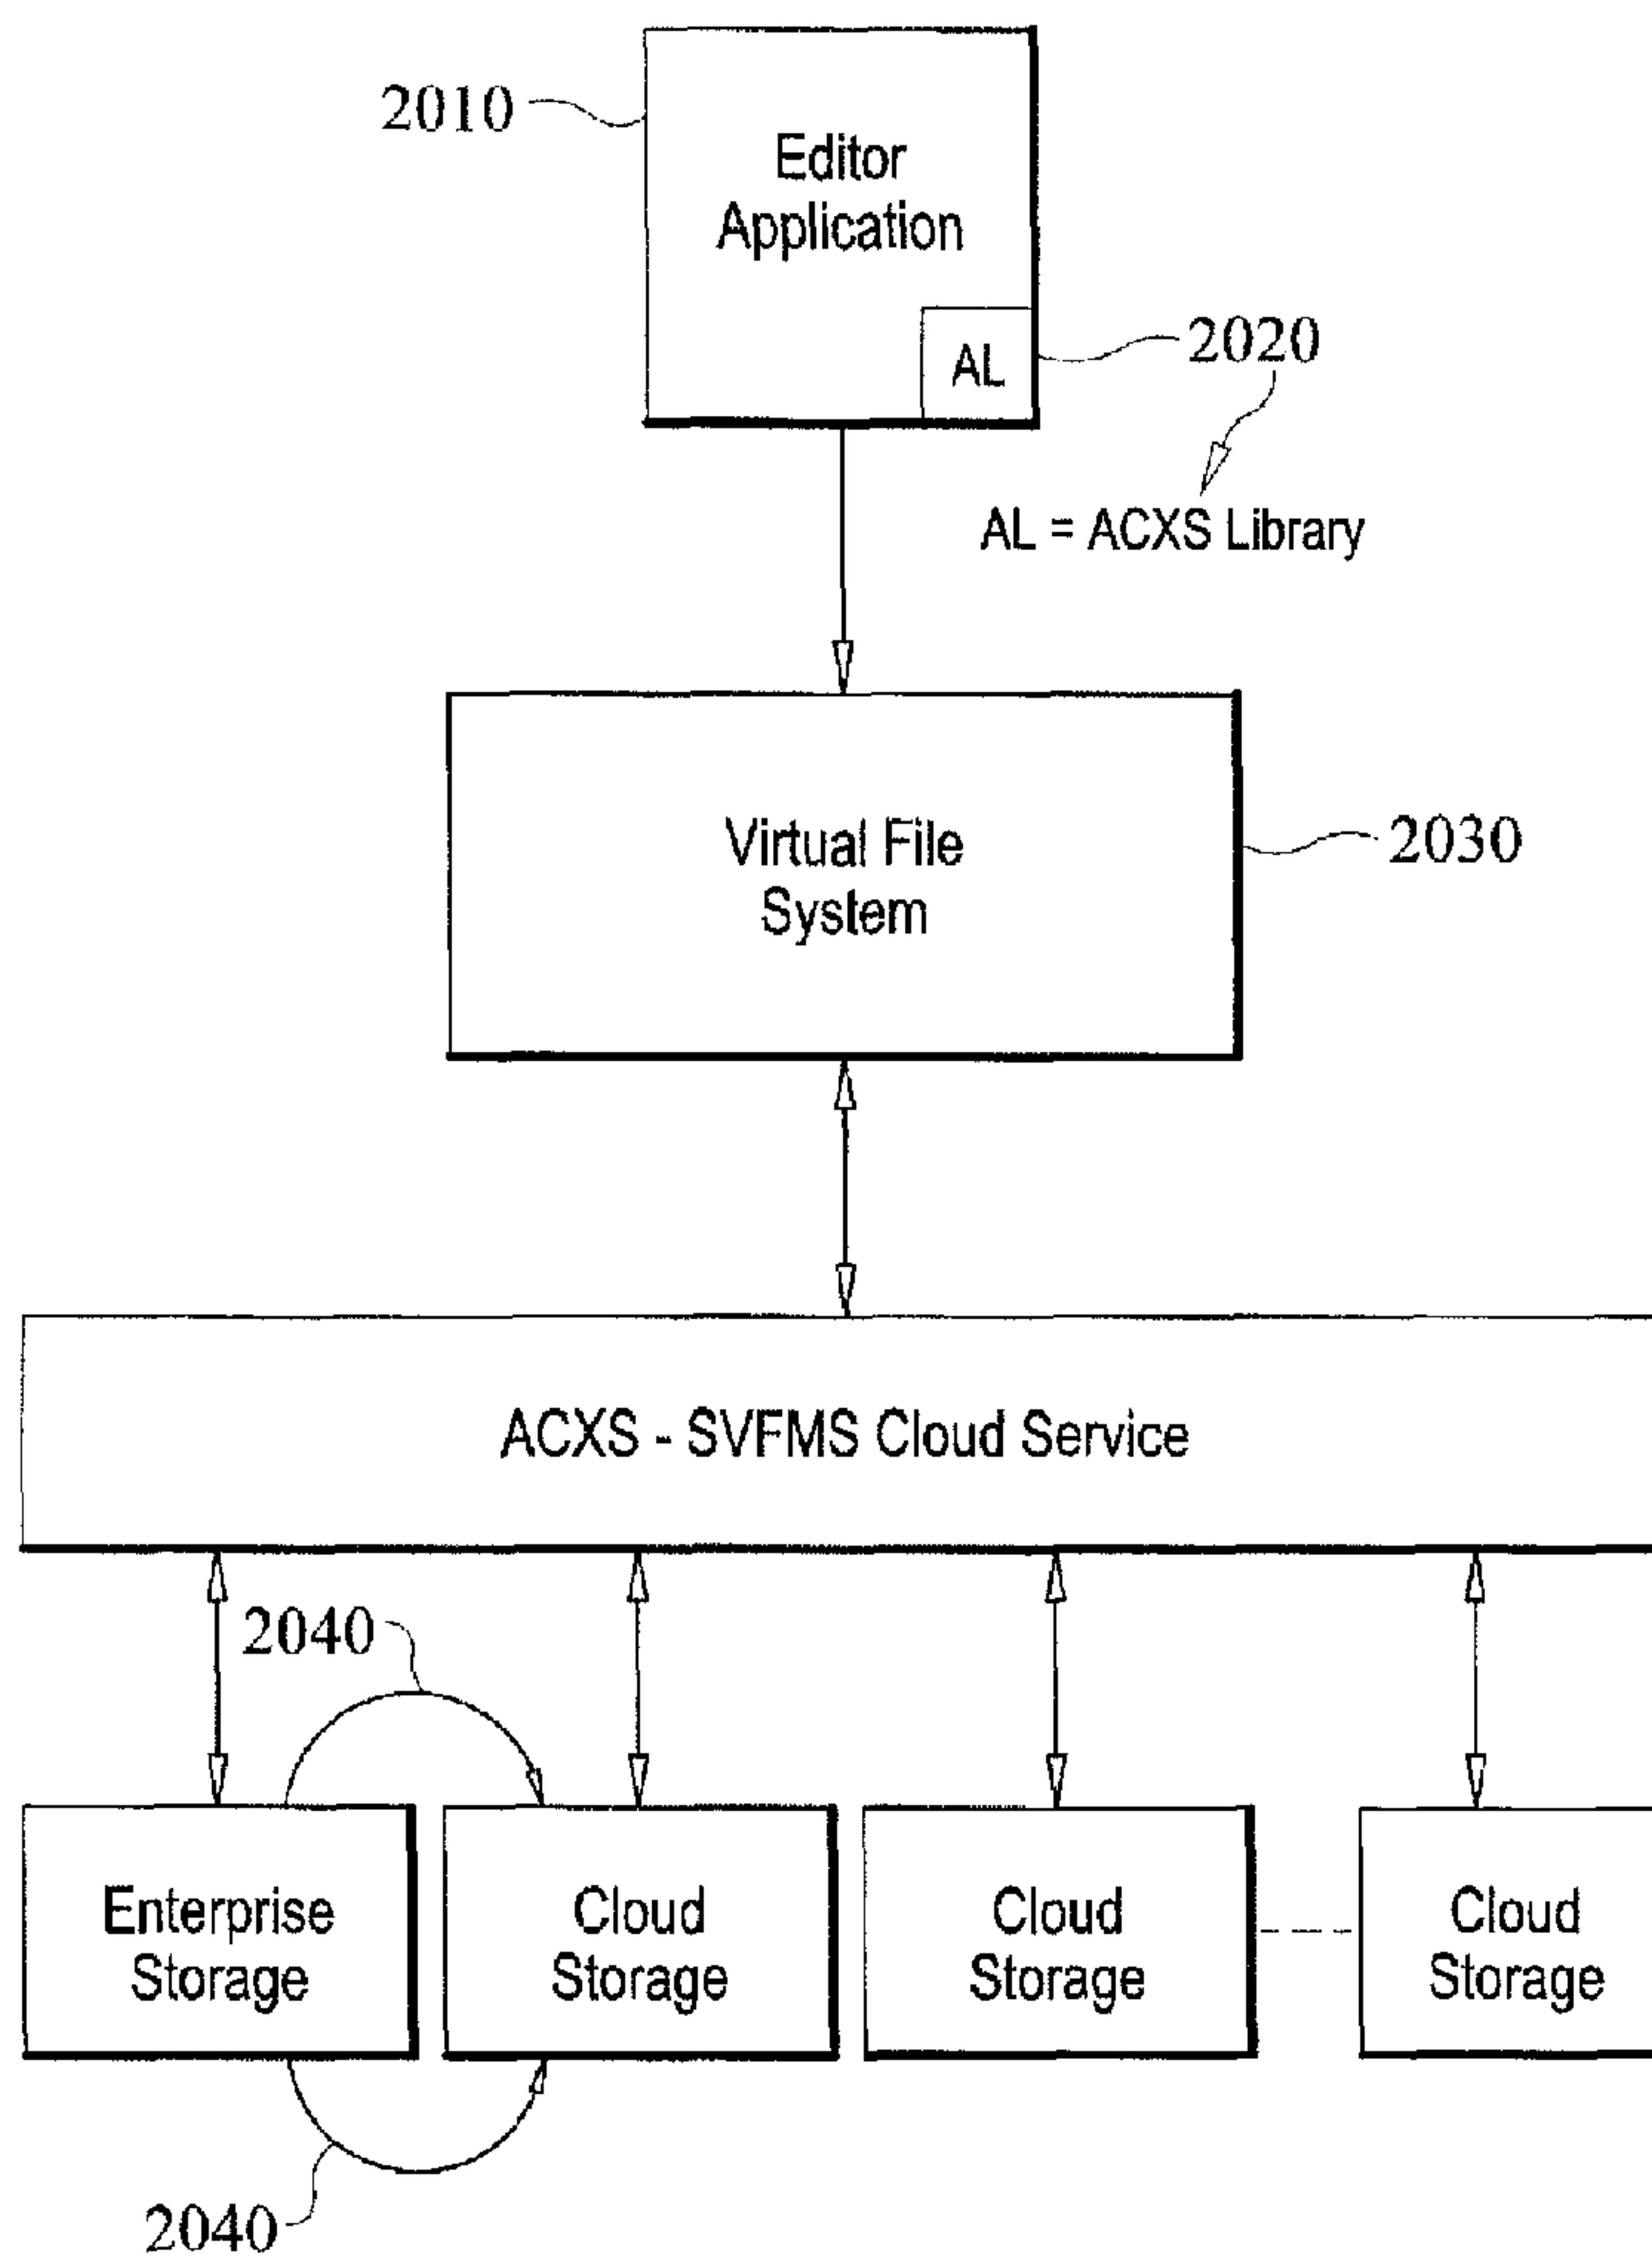 2010
Editor
Application
AL
2020
AL = ACXS Library
Virtual File
System
2030
ACXS - SVFMS Cloud Service
2040
Enterprise
Storage
Cloud
Storage
Cloud
Storage
Cloud
Storage
2040